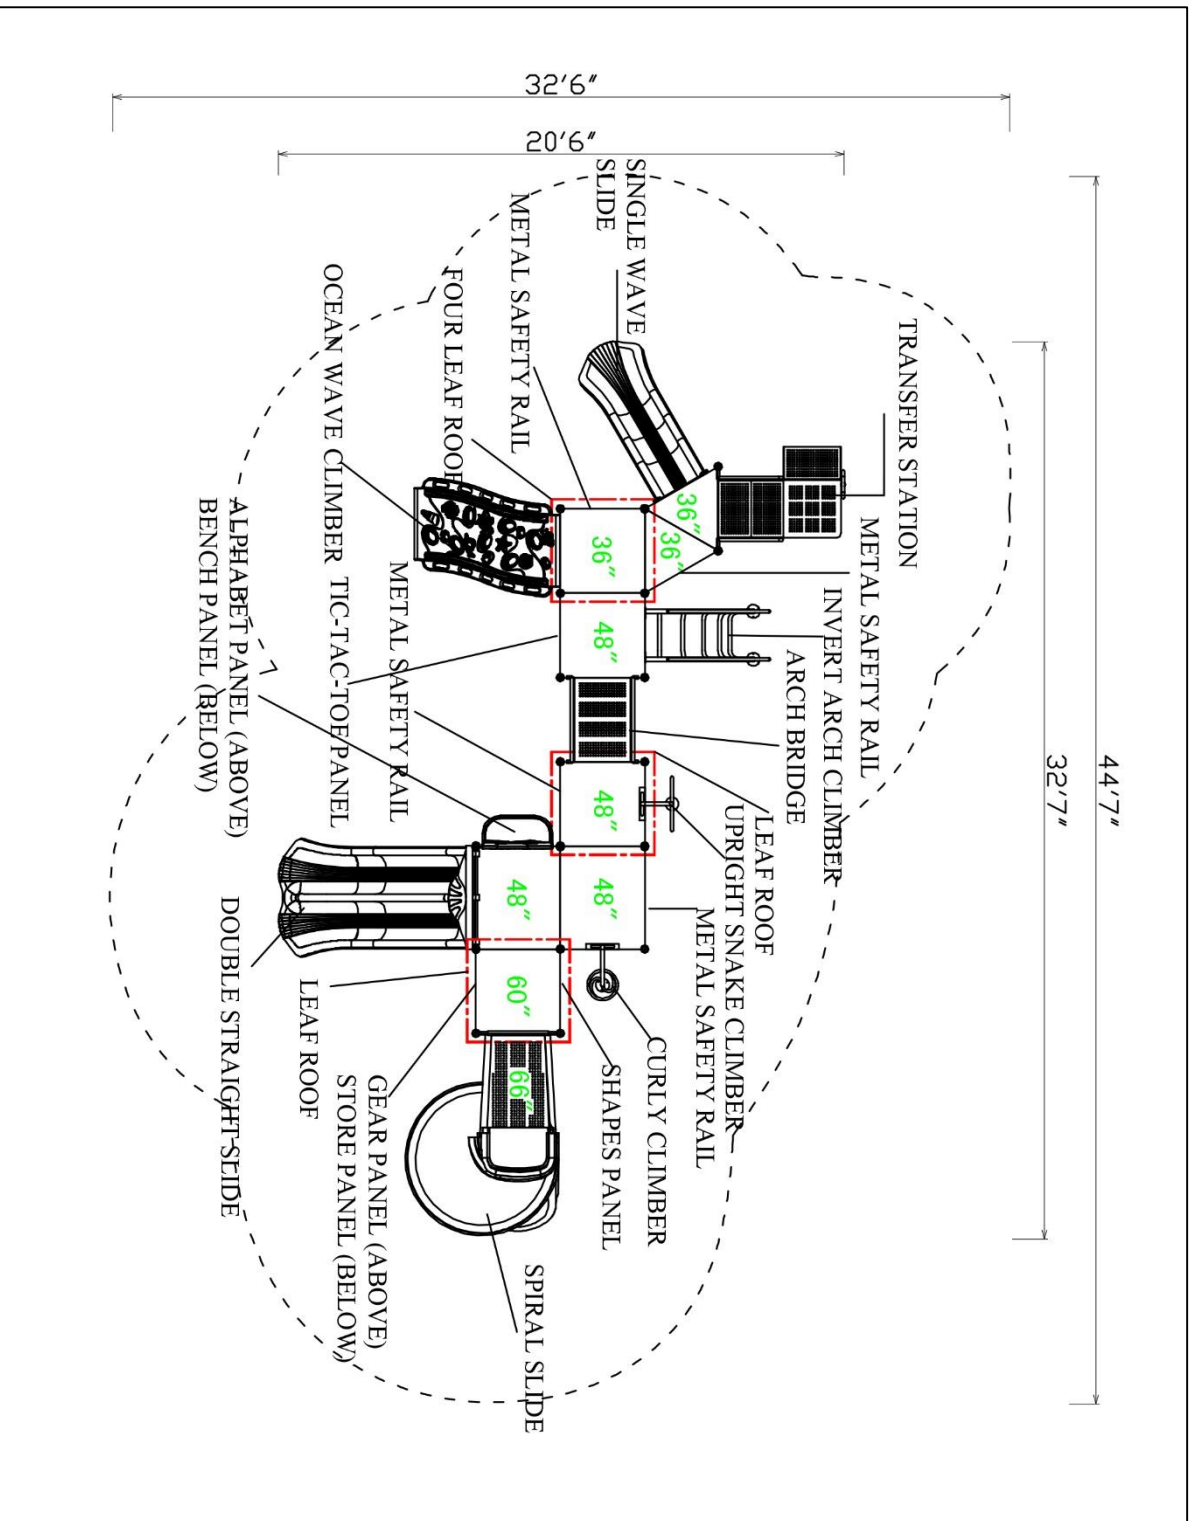 32'6"
20'6"
44'7"
32'7"
SINGLE WAVE
SLIDE
METAL SAFETY RAIL
FOUR LEAF ROOF
OCEAN WAVE CLIMBER
TRANSFER STATION
METAL SAFETY RAIL
INVERT ARCH CLIMBER
ARCH BRIDGE
36"
36"
36"
48"
48"
48"
48"
60"
66"
ALPHABET PANEL (ABOVE)
BENCH PANEL (BELOW)
TIC-TAC-TOE PANEL
METAL SAFETY RAIL
LEAF ROOF
UPRIGHT SNAKE CLIMBER
METAL SAFETY RAIL
CURLY CLIMBER
SHAPES PANEL
DOUBLE STRAIGHT SLIDE
LEAF ROOF
GEAR PANEL (ABOVE)
STORE PANEL (BELOW)
SPIRAL SLIDE